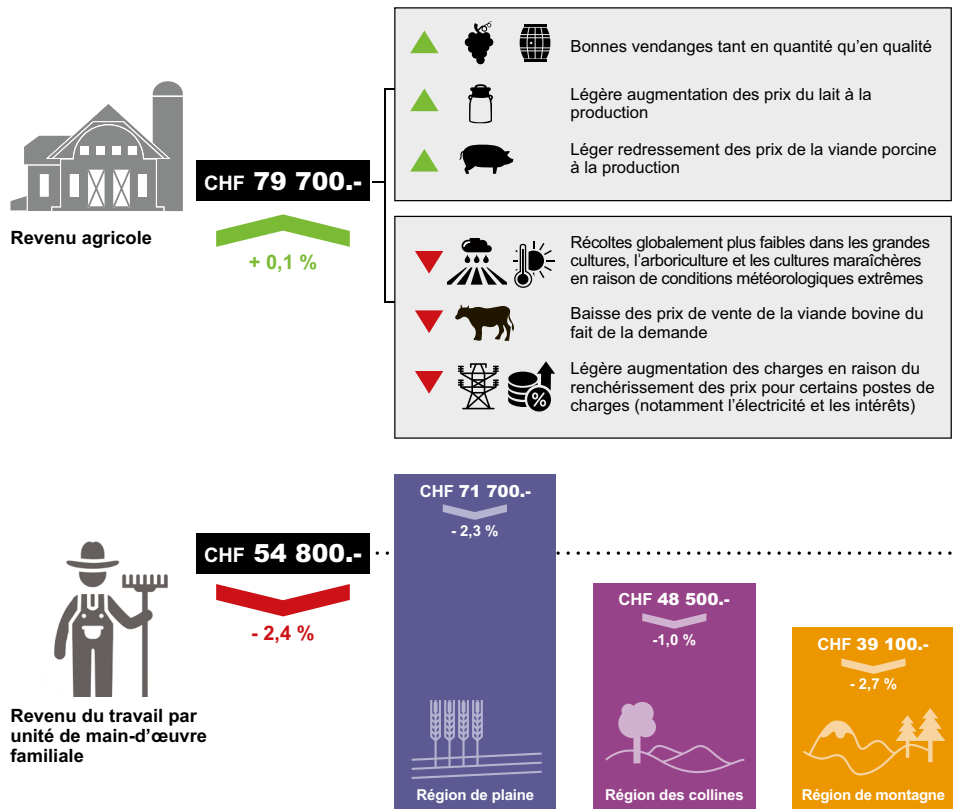 Revenu agricole
CHF 79 700.-
+ 0,1 %
Bonnes vendanges tant en quantité qu'en qualité
Légère augmentation des prix du lait à la
production
Léger redressement des prix de la viande porcine
à la production
Récoltes globalement plus faibles dans les grandes
cultures, l'arboriculture et les cultures maraîchères
en raison de conditions météorologiques extrêmes
Baisse des prix de vente de la viande bovine du
fait de la demande
Légère augmentation des charges en raison du
renchérissement des prix pour certains postes de
charges (notamment l'électricité et les intérêts)
%
CHF 54 800.-
- 2,4 %
Revenu du travail par
unité de main-d'œuvre
familiale
CHF 71 700.-
- 2,3 %
Région de plaine
CHF 48 500.-
-1,0 %
Région des collines
CHF 39 100.-
- 2,7 %
Région de montagne